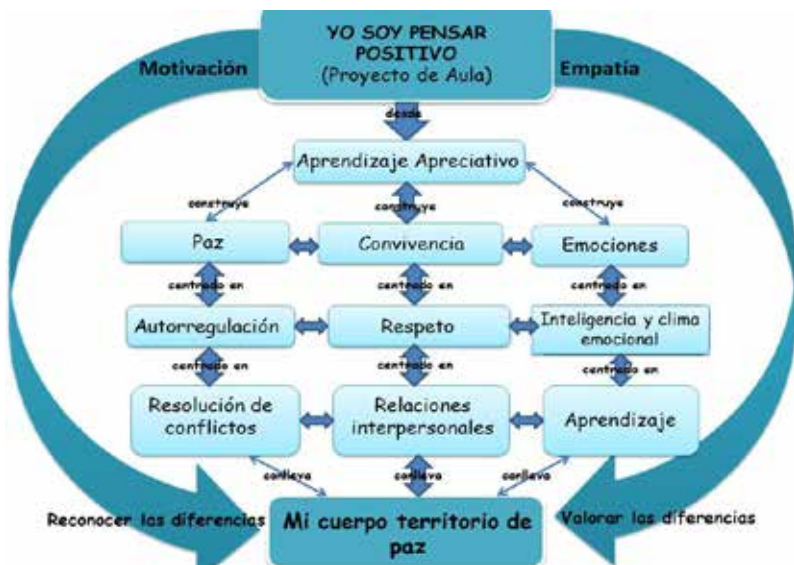 YO SOY PENSAR
POSITIVO
(Proyecto de Aula)
Motivación
Empatía
desde
Aprendizaje Apreciativo
construye
construye
construye
Paz
Convivencia
Emociones
centrado en
centrado en
centrado en
Autorregulación
Respeto
Inteligencia y clima
emocional
centrado en
centrado en
centrado en
Resolución de
conflictos
Relaciones
interpersonales
Aprendizaje
conlleva
conlleva
conlleva
Reconocer las diferencias
Mi cuerpo territorio de
paz
Valorar las diferencias